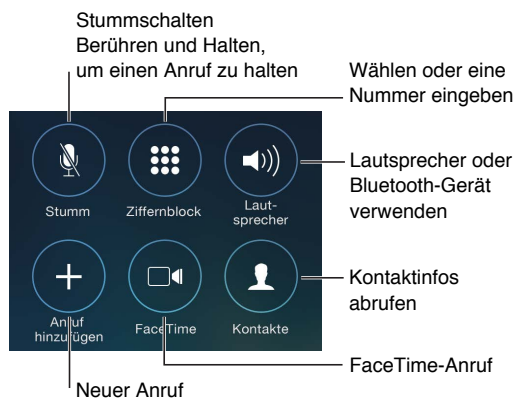 Stummschalten
Berühren und Halten,
um einen Anruf zu halten
Wählen oder eine
Nummer eingeben
Stumm
Ziffernblock
Laut-
sprecher
Lautsprecher oder
Bluetooth-Gerät
verwenden
Anruf
hinzufügen
FaceTime
Kontakte
Kontaktinfos
abrufen
FaceTime-Anruf
Neuer Anruf